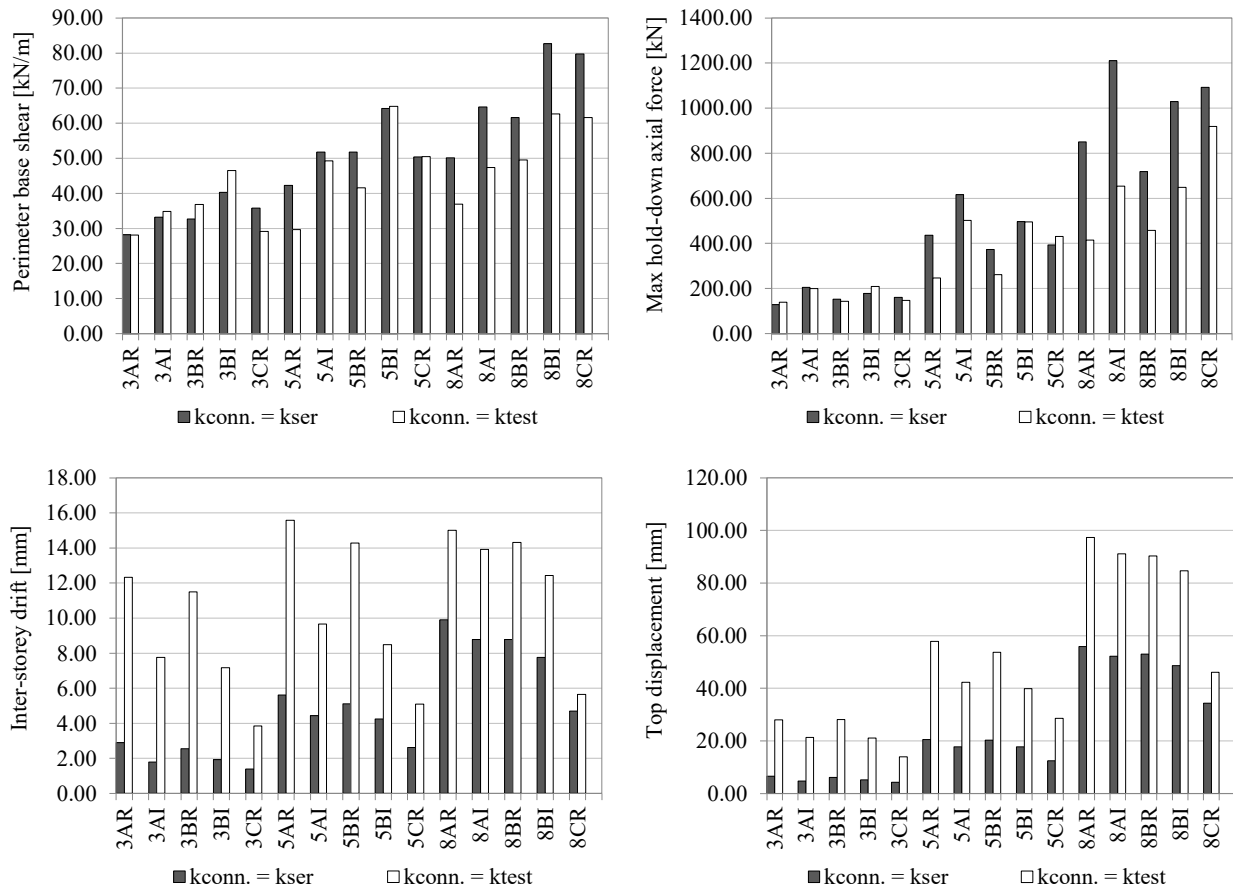 Perimeter base shear [kN/m]
90.00
80.00
70.00
60.00
50.00
40.00
30.00
20.00
10.00
0.00
3AR 3AI 3BR 3BI 3CR 5AR 5AI 5BR 5BI 5CR 8AR 8AI 8BR 8BI 8CR
kconn. = kser kconn. = ktest
Max hold-down axial force [kN]
1400.00
1200.00
1000.00
800.00
600.00
400.00
200.00
0.00
3AR 3AI 3BR 3BI 3CR 5AR 5AI 5BR 5BI 5CR 8AR 8AI 8BR 8BI 8CR
kconn. = kser kconn. = ktest
Inter-storey drift [mm]
18.00
16.00
14.00
12.00
10.00
8.00
6.00
4.00
2.00
0.00
3AR 3AI 3BR 3BI 3CR 5AR 5AI 5BR 5BI 5CR 8AR 8AI 8BR 8BI 8CR
kconn. = kser kconn. = ktest
Top displacement [mm]
120.00
100.00
80.00
60.00
40.00
20.00
0.00
3AR 3AI 3BR 3BI 3CR 5AR 5AI 5BR 5BI 5CR 8AR 8AI 8BR 8BI 8CR
kconn. = kser kconn. = ktest